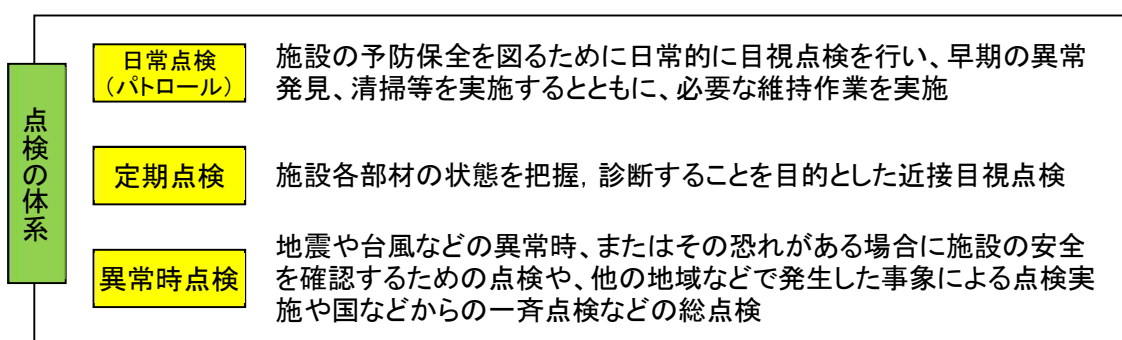 点検の体系
日常点検
（パトロール）
施設の予防保全を図るために日常的に目視点検を行い、早期の異常
発見、清掃等を実施するとともに、必要な維持作業を実施
定期点検
施設各部材の状態を把握，診断することを目的とした近接目視点検
異常時点検
地震や台風などの異常時、またはその恐れがある場合に施設の安全
を確認するための点検や、他の地域などで発生した事象による点検実
施や国などからの一斉点検などの総点検